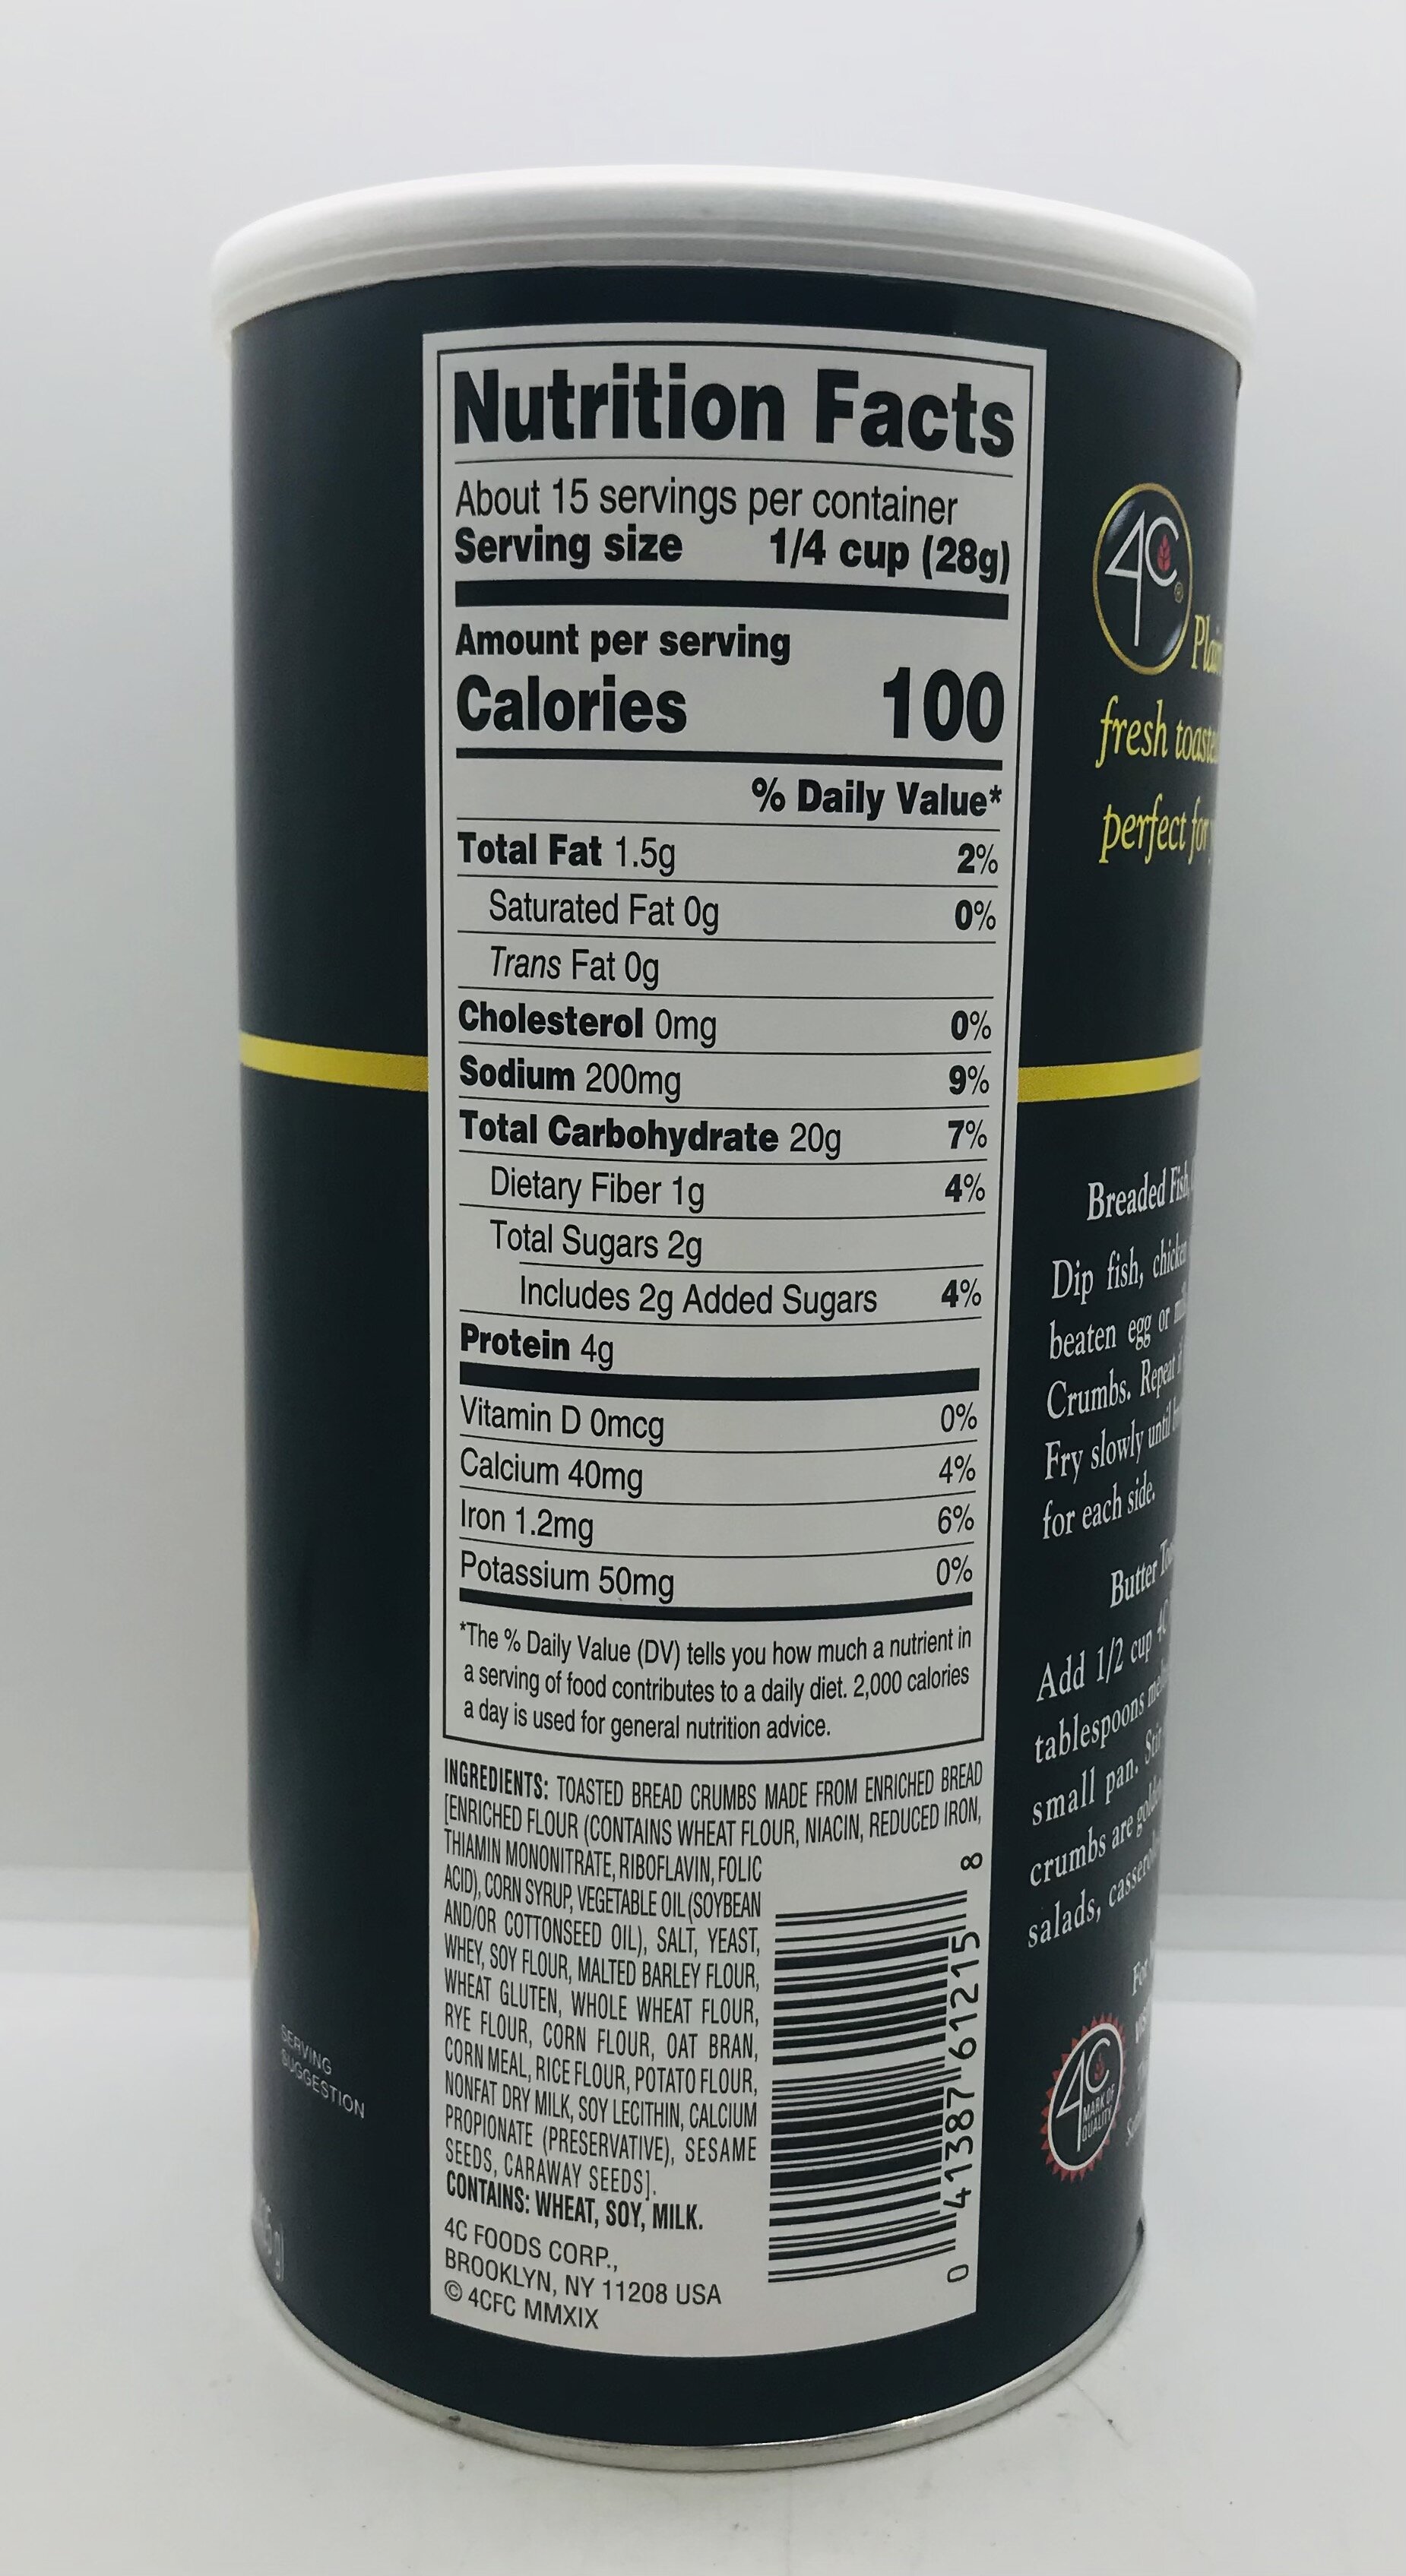 Nutrition Facts
About 15 servings per container
Serving size 1/4 cup (28g)
Amount per serving
Calories 100
% Daily Value*
Total Fat 1.5g 2%
Saturated Fat 0g 0%
Trans Fat 0g
Cholesterol 0mg 0%
Sodium 200mg 9%
Total Carbohydrate 20g 7%
Dietary Fiber 1g 4%
Total Sugars 2g
Includes 2g Added Sugars 4%
Protein 4g
Vitamin D 0mcg 0%
Calcium 40mg 4%
Iron 1.2mg 6%
Potassium 50mg 0%
*The % Daily Value (DV) tells you how much a nutrient in
a serving of food contributes to a daily diet. 2,000 calories
a day is used for general nutrition advice.
INGREDIENTS: TOASTED BREAD CRUMBS MADE FROM ENRICHED BREAD
[ENRICHED FLOUR (CONTAINS WHEAT FLOUR, NIACIN, REDUCED IRON,
THIAMIN MONONITRATE, RIBOFLAVIN, FOLIC
ACID), CORN SYRUP, VEGETABLE OIL (SOYBEAN
AND/OR COTTONSEED OIL), SALT, YEAST,
WHEY, SOY FLOUR, MALTED BARLEY FLOUR,
WHEAT GLUTEN, WHOLE WHEAT FLOUR,
RYE FLOUR, CORN FLOUR, OAT BRAN,
CORN MEAL, RICE FLOUR, POTATO FLOUR,
NONFAT DRY MILK, SOY LECITHIN, CALCIUM
PROPIONATE (PRESERVATIVE), SESAME
SEEDS, CARAWAY SEEDS].
CONTAINS: WHEAT, SOY, MILK.
4C FOODS CORP.,
BROOKLYN, NY 11208 USA
© 4CFC MMXIX
0 41387 61215 8
SERVING
SUGGESTION
4C®
fresh
perfect for
Breaded Fish,
Dip fish, chicken
beaten egg or
Crumbs. Repeat
Fry slowly until
for each side.
Butter
Add 1/2 cup 4C
tablespoons
small pan. Stir
crumbs are
salads,
For
4C
MARK OF
QUALITY